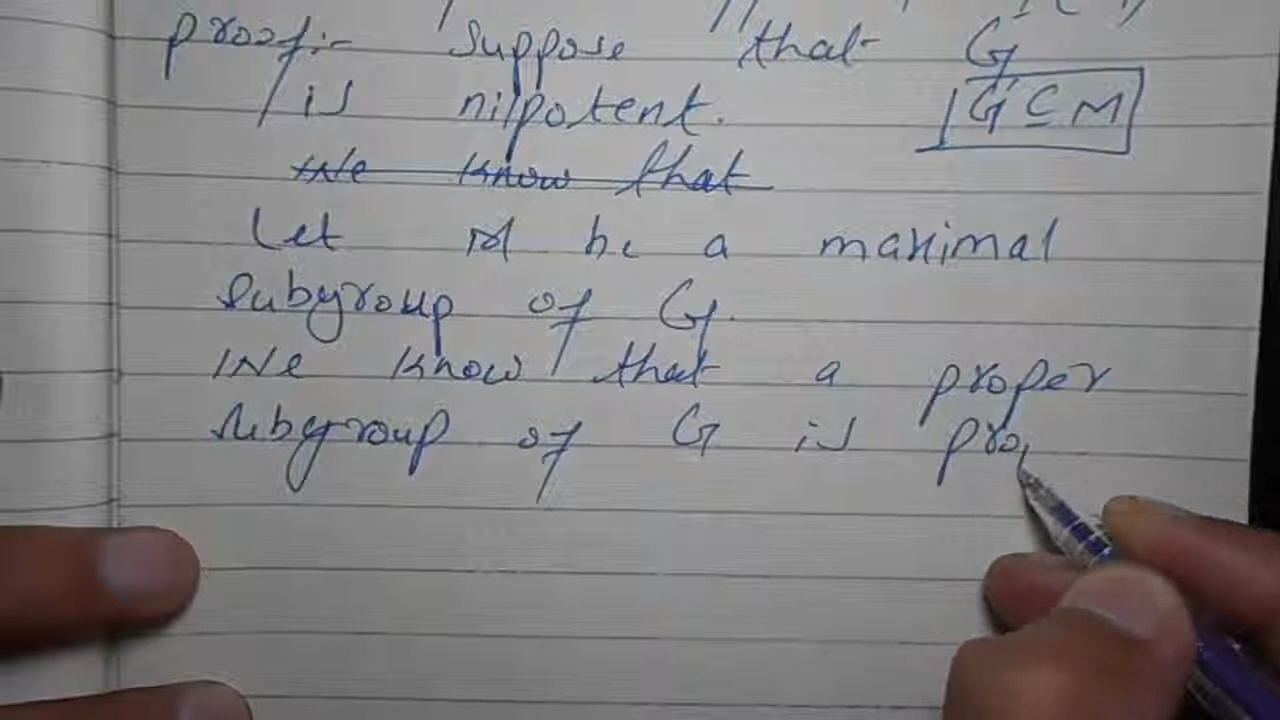 proof:- Suppose that G
is nilpotent. G ⊆ M
We know that
Let M be a maximal
Subgroup of G.
We know that a proper
subgroup of G is pro